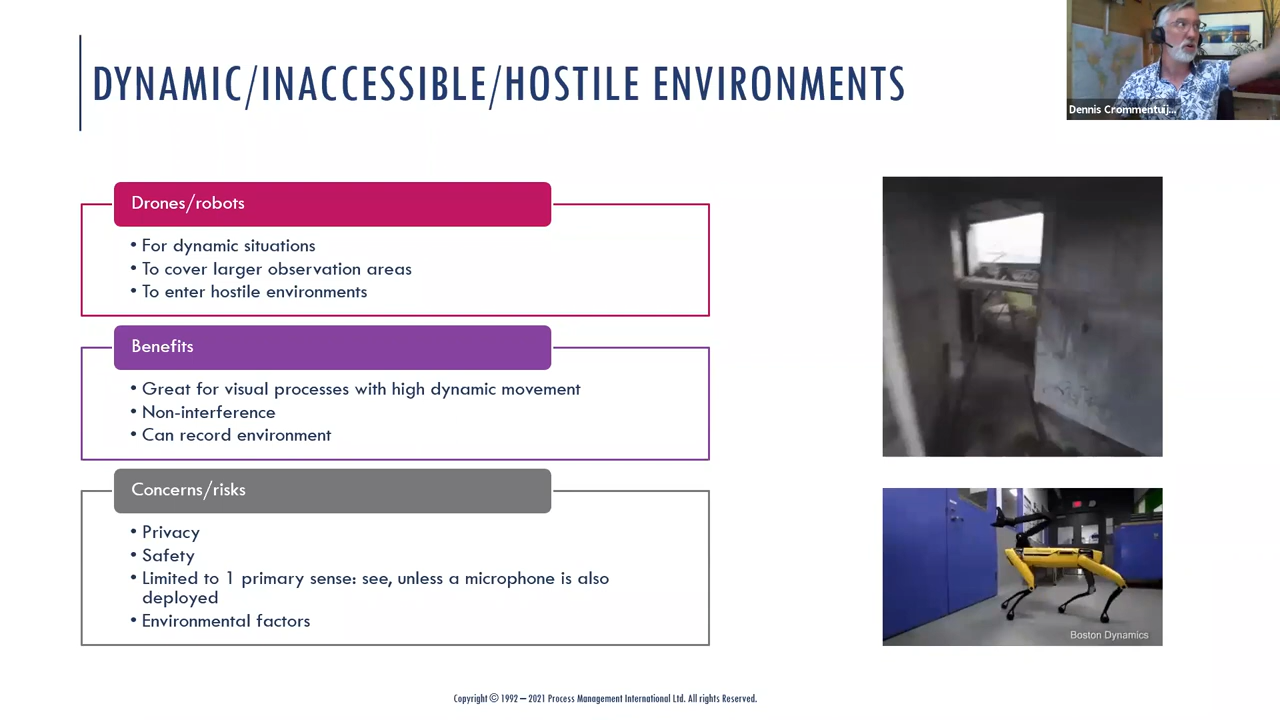 DYNAMIC/INACCESSIBLE/HOSTILE ENVIRONMENTS
Dennis Crommentuij...
Drones/robots
• For dynamic situations
• To cover larger observation areas
• To enter hostile environments
Benefits
• Great for visual processes with high dynamic movement
• Non-interference
• Can record environment
Concerns/risks
• Privacy
• Safety
• Limited to 1 primary sense: see, unless a microphone is also
deployed
• Environmental factors
Boston Dynamics
Copyright © 1992 – 2021 Process Management International Ltd. All rights Reserved.